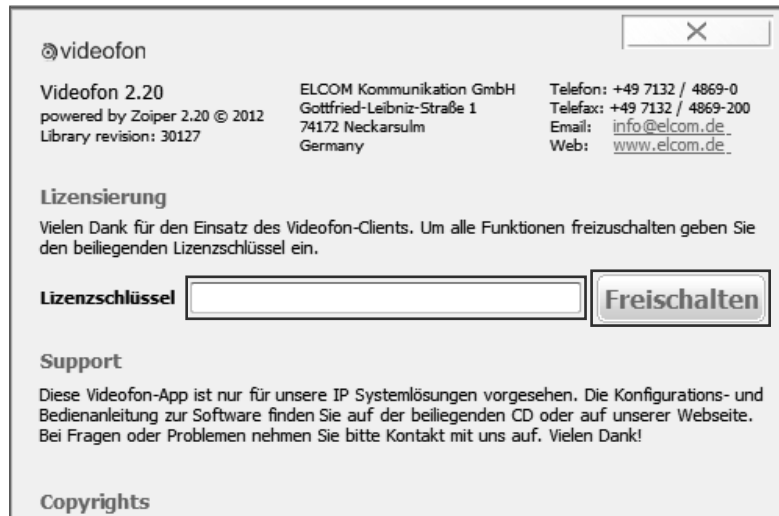 videofon
Videofon 2.20
powered by Zoiper 2.20 © 2012
Library revision: 30127
ELCOM Kommunikation GmbH
Gottfried-Leibniz-Straße 1
74172 Neckarsulm
Germany
Telefon: +49 7132 / 4869-0
Telefax: +49 7132 / 4869-200
Email: info@elcom.de
Web: www.elcom.de
Lizensierung
Vielen Dank für den Einsatz des Videofon-Clients. Um alle Funktionen freizuschalten geben Sie
den beiliegenden Lizenzschlüssel ein.
Lizenzschlüssel
Freischalten
Support
Diese Videofon-App ist nur für unsere IP Systemlösungen vorgesehen. Die Konfigurations- und
Bedienanleitung zur Software finden Sie auf der beiliegenden CD oder auf unserer Webseite.
Bei Fragen oder Problemen nehmen Sie bitte Kontakt mit uns auf. Vielen Dank!
Copyrights